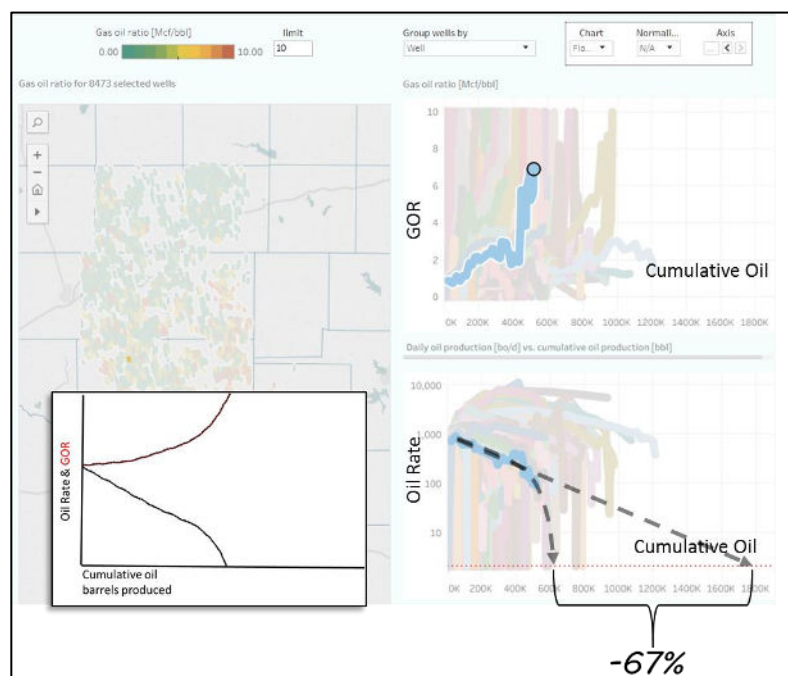 Gas oil ratio [Mcf/bbl]
0.00
10.00
limit
10
Group wells by
Well
Chart
Flo...
Normali...
N/A
Axis
Gas oil ratio for 8473 selected wells
Gas oil ratio [Mcf/bbl]
10
8
6
4
2
0
GOR
Cumulative Oil
0K 200K 400K 600K 800K 1000K 1200K 1400K 1600K 1800K
Daily oil production [bo/d] vs. cumulative oil production [bbl]
10,000
1,000
100
10
Oil Rate
Cumulative Oil
0K 200K 400K 600K 800K 1000K 1200K 1400K 1600K 1800K
Oil Rate & GOR
Cumulative oil
barrels produced
-67%